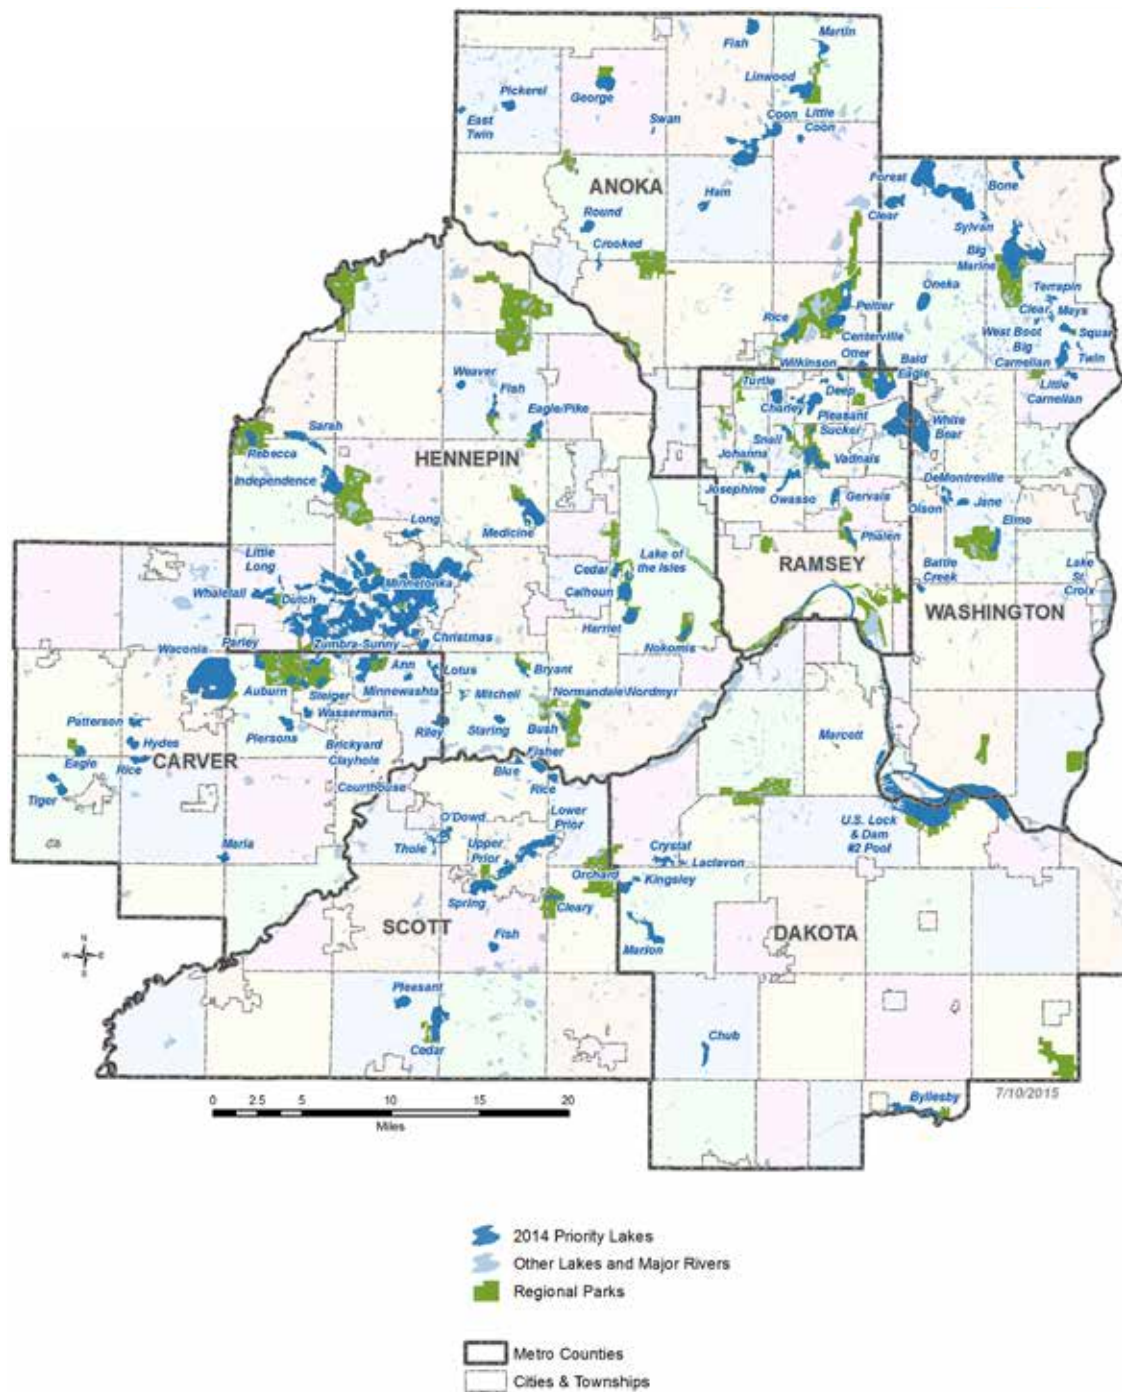 Fish
Martin
Linwood
Pickerel
George
East
Twin
Swan
Coon
Little
Coon
ANOKA
Ham
Forest
Bone
Clear
Round
Crooked
Sylvan
Big
Marine
Oneka
Terrapin
Clear
Mays
West Boot
Square
Big
Carnelian
Twin
Little
Carnelian
Rice
Peltier
Centerville
Otter
Wilkinson
Bald
Eagle
Turtle
Deep
Charley
Pleasant
Sucker
Snail
Johanna
Vadnais
White
Bear
Josephine
Owasso
Gervais
DeMontreville
Olson
Jane
Elmo
Phalen
RAMSEY
Battle
Creek
Lake
St.
Croix
WASHINGTON
Weaver
Fish
Eagle/Pike
Sarah
Rebecca
HENNEPIN
Independence
Long
Medicine
Little
Long
Minnetonka
Whaletail
Dutch
Cedar
Lake of
the Isles
Calhoun
Harriet
Nokomis
Christmas
Zumbra-Sunny
Parley
Waconia
Auburn
Steiger
Ann
Lotus
Minnewashta
Bryant
Mitchell
Normandale\Nordmyr
Wassermann
Patterson
Piersons
Riley
Staring
Bush
Hydes
Brickyard
Clayhole
Eagle
Rice
CARVER
Fisher
Blue
Rice
Courthouse
Tiger
Marcott
O'Dowd
Lower
Prior
Thole
Upper
Prior
Maria
U.S. Lock
& Dam
#2 Pool
Crystal
Laclavon
Orchard
Kingsley
Spring
Cleary
SCOTT
Fish
Marion
DAKOTA
Pleasant
Cedar
Chub
Byllesby
N
W
E
S
7/10/2015
0 2.5 5 10 15 20
Miles
2014 Priority Lakes
Other Lakes and Major Rivers
Regional Parks
Metro Counties
Cities & Townships